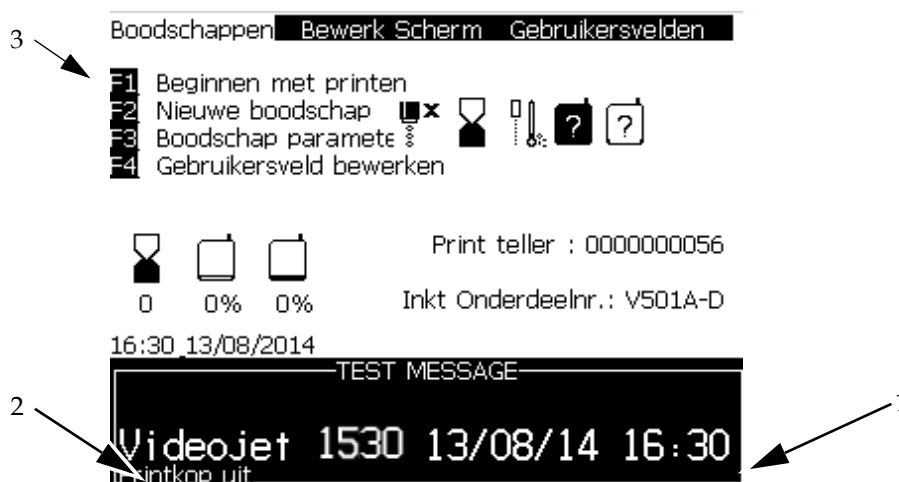 Boodschappen Bewerk Scherm Gebruikersvelden
3
F1 Beginnen met printen
F2 Nieuwe boodschap
F3 Boodschap paramete
F4 Gebruikersveld bewerken
? ?
Print teller : 0000000056
0 0% 0%
Inkt Onderdeelnr.: V501A-D
16:30 13/08/2014
TEST MESSAGE
2
Videojet 1530 13/08/14 16:30
Printkop uit